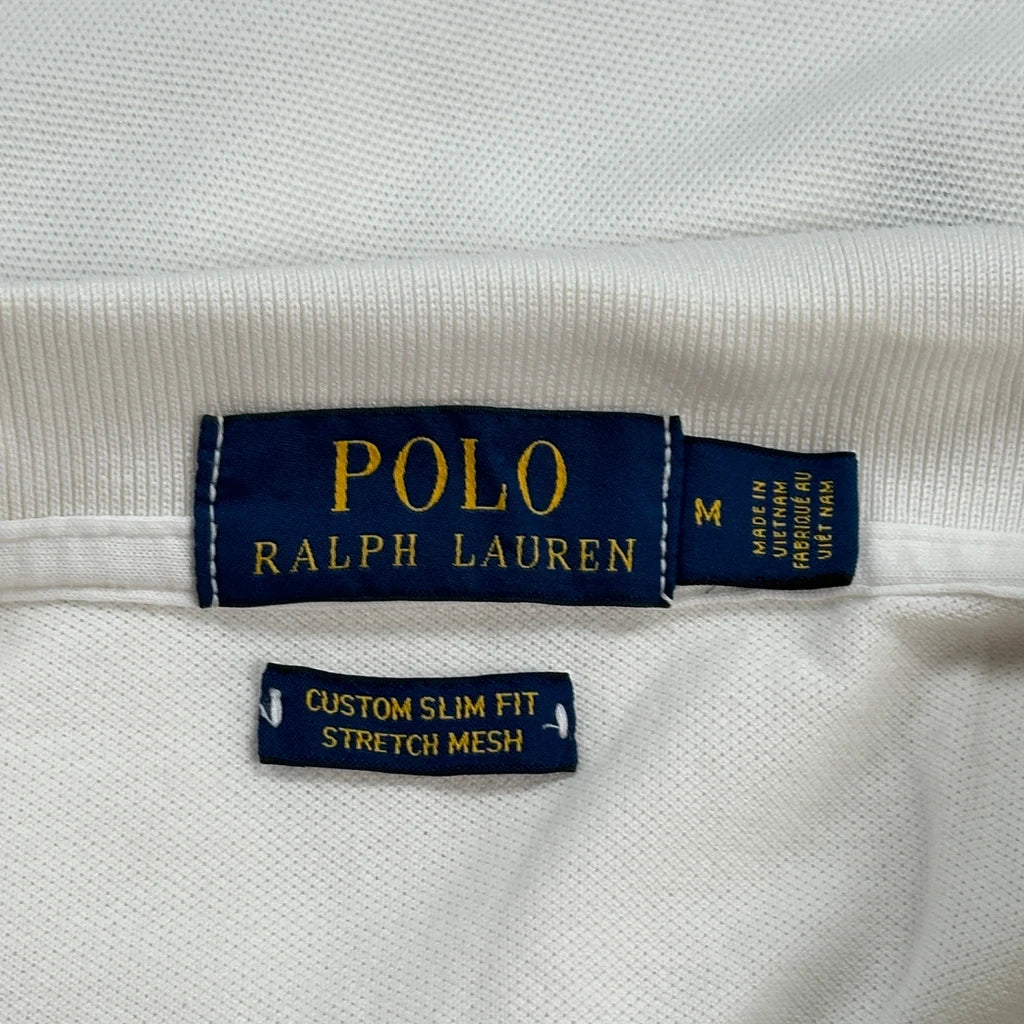 POLO
RALPH LAUREN
M
MADE IN
VIETNAM
FABRIQUÉ AU
VIÊT NAM
CUSTOM SLIM FIT
STRETCH MESH